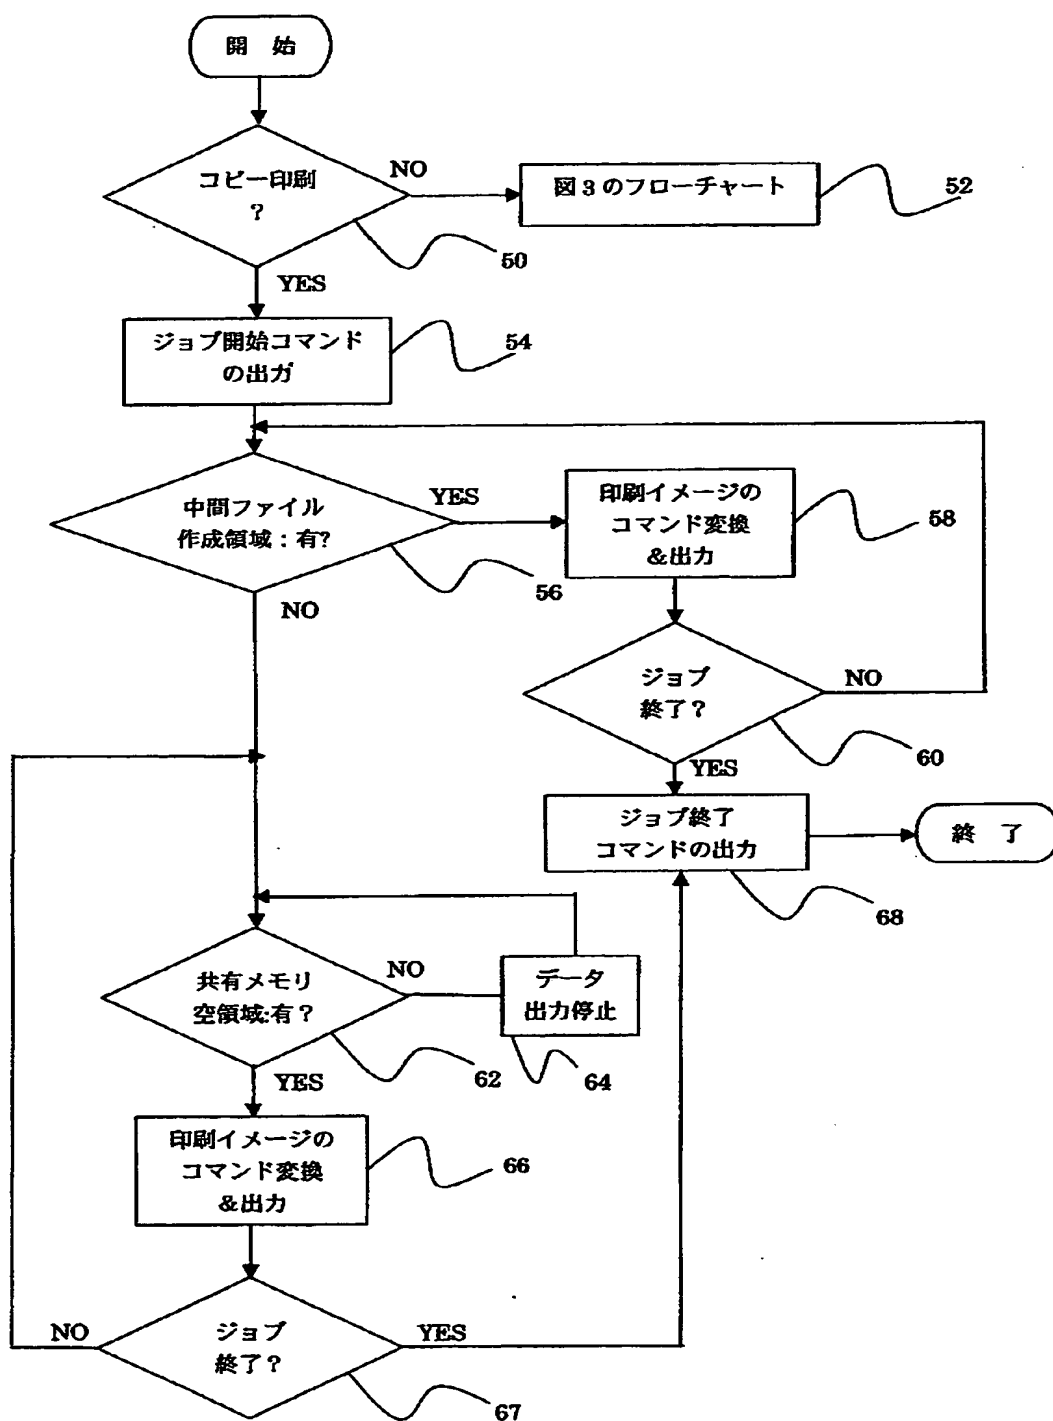 開 始
コピー印刷
?
NO
図3のフローチャート
52
50
YES
ジョブ開始コマンド
の出力
54
中間ファイル
作成領域:有?
YES
56
NO
印刷イメージの
コマンド変換
&出力
58
ジョブ
終了?
NO
60
YES
ジョブ終了
コマンドの出力
68
終 了
共有メモリ
空領域:有?
NO
データ
出力停止
62
64
YES
印刷イメージの
コマンド変換
&出力
66
ジョブ
終了?
NO
YES
67